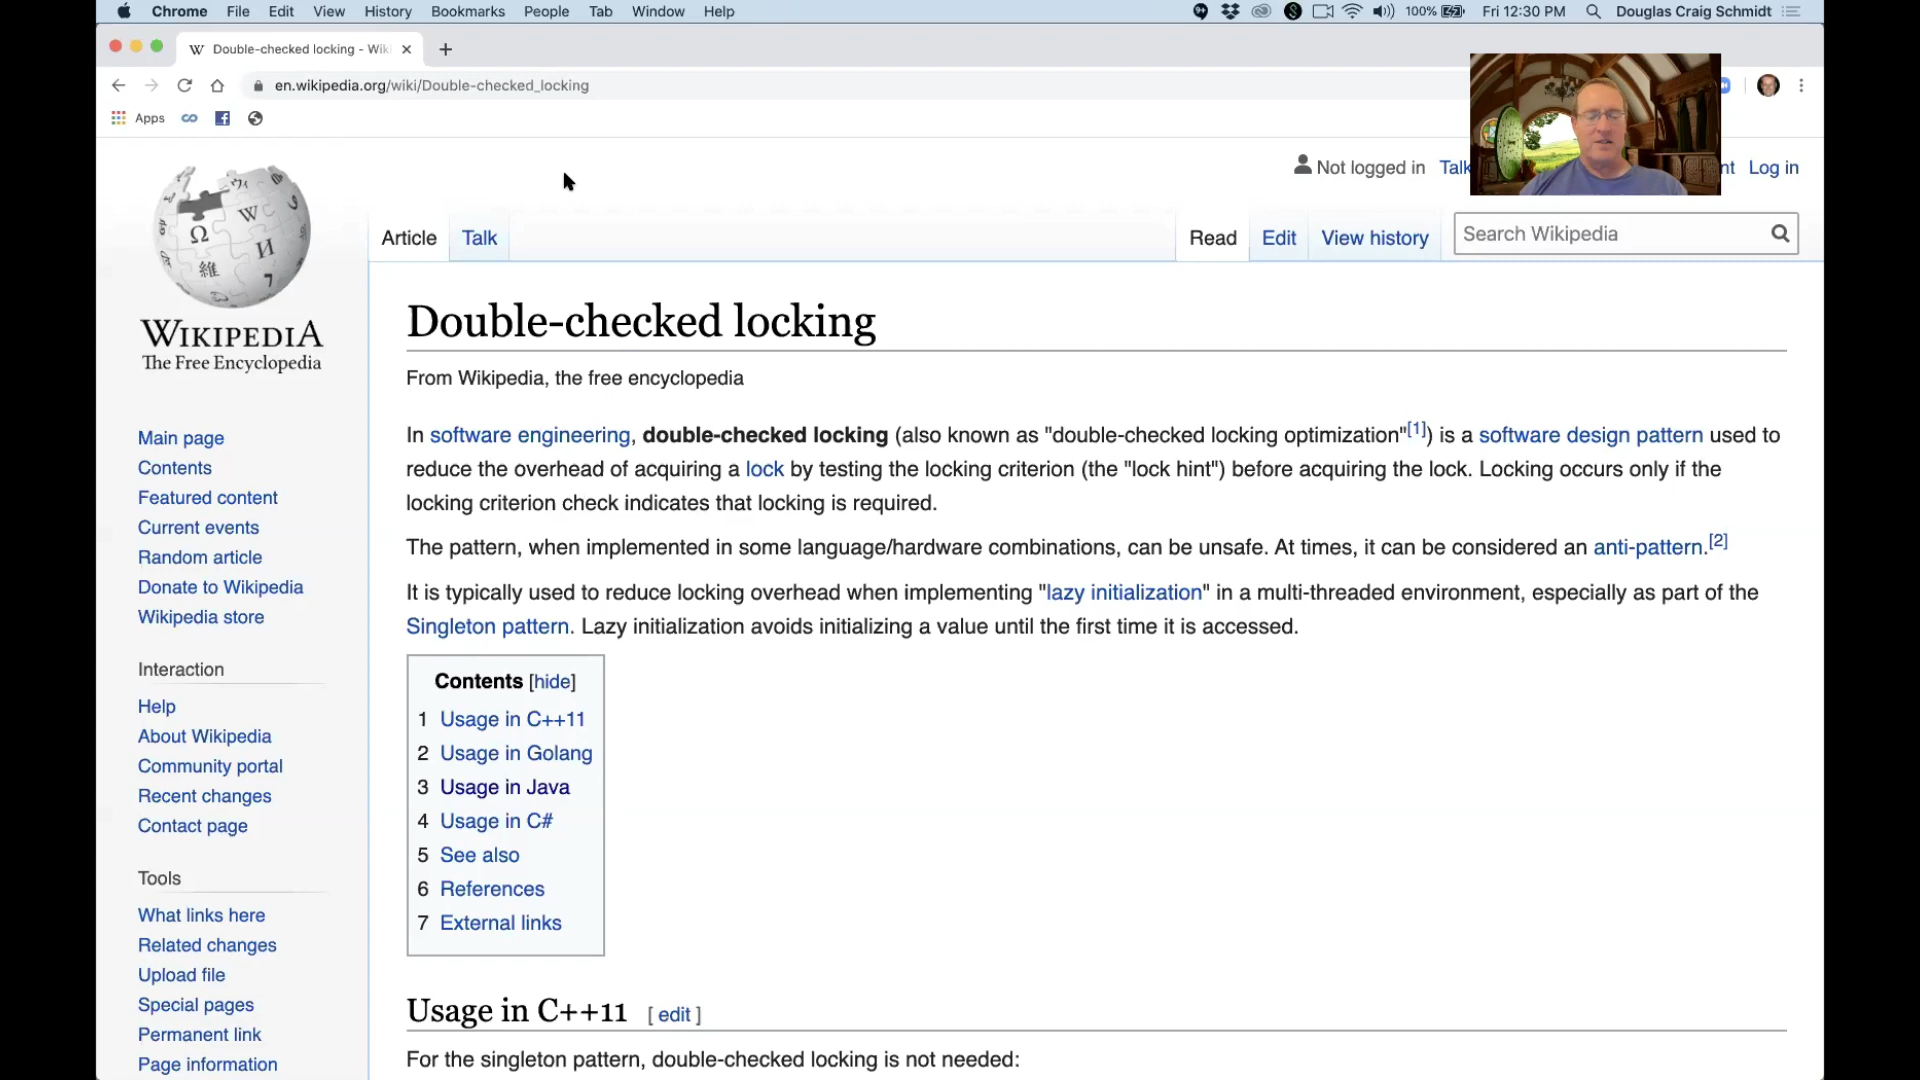 Chrome File Edit View History Bookmarks People Tab Window Help
100% Fri 12:30 PM Douglas Craig Schmidt
W Double-checked locking - Wiki
en.wikipedia.org/wiki/Double-checked_locking
Apps
Not logged in Talk nt Log in
Article Talk Read Edit View history Search Wikipedia
WIKIPEDIA
The Free Encyclopedia
Main page
Contents
Featured content
Current events
Random article
Donate to Wikipedia
Wikipedia store
Interaction
Help
About Wikipedia
Community portal
Recent changes
Contact page
Tools
What links here
Related changes
Upload file
Special pages
Permanent link
Page information
Double-checked locking
From Wikipedia, the free encyclopedia
In software engineering, double-checked locking (also known as "double-checked locking optimization"[1]) is a software design pattern used to
reduce the overhead of acquiring a lock by testing the locking criterion (the "lock hint") before acquiring the lock. Locking occurs only if the
locking criterion check indicates that locking is required.
The pattern, when implemented in some language/hardware combinations, can be unsafe. At times, it can be considered an anti-pattern.[2]
It is typically used to reduce locking overhead when implementing "lazy initialization" in a multi-threaded environment, especially as part of the
Singleton pattern. Lazy initialization avoids initializing a value until the first time it is accessed.
Contents [hide]
1 Usage in C++11
2 Usage in Golang
3 Usage in Java
4 Usage in C#
5 See also
6 References
7 External links
Usage in C++11 [ edit ]
For the singleton pattern, double-checked locking is not needed: